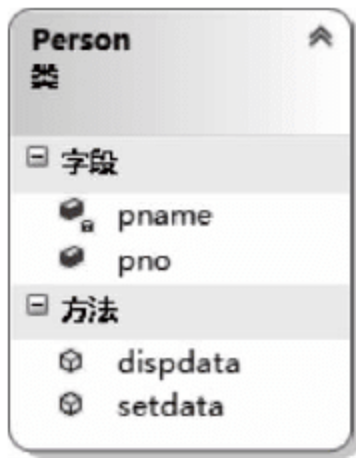 Person
类
字段
pname
pno
方法
dispdata
setdata